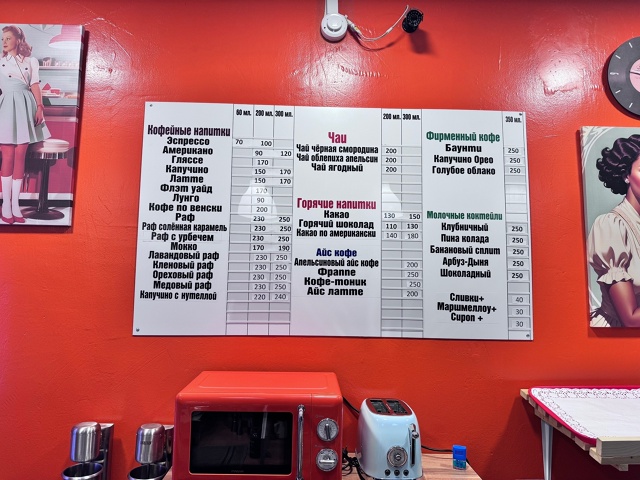 60 мл. 200 мл. 300 мл.
Кофейные напитки
Эспрессо 70 100
Американо 90 120
Гляссе 170
Капучино 150 170
Латте 150 170
Флэт уайд 170
Лунго 90
Кофе по венски 200
Раф 230 250
Раф солёная карамель 230 250
Раф с урбечем 230 250
Мокко 170 190
Лавандовый раф 230 250
Кленовый раф 230 250
Ореховый раф 230 250
Медовый раф 230 250
Капучино с нутеллой 220 240
200 мл. 300 мл.
Чаи
Чай чёрная смородина 200
Чай облепиха апельсин 200
Чай ягодный 200
Горячие напитки
Какао 130 150
Горячий шоколад 110 130
Какао по американски 140 180
Айс кофе
Апельсиновый айс кофе 200
Фраппе 250
Кофе-тоник 250
Айс латте 200
350 мл.
Фирменный кофе
Баунти 250
Капучино Орео 250
Голубое облако 250
Молочные коктейли
Клубничный 250
Пина колада 250
Банановый сплит 250
Арбуз-Дыня 250
Шоколадный 250
Сливки+ 40
Маршмеллоу+ 30
Сироп + 30